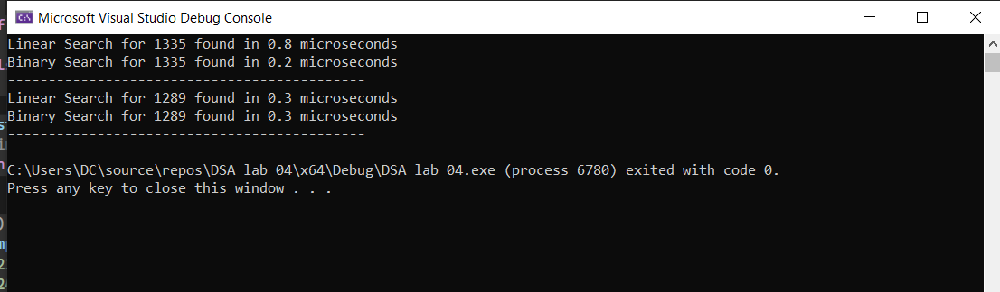 Microsoft Visual Studio Debug Console
Linear Search for 1335 found in 0.8 microseconds
Binary Search for 1335 found in 0.2 microseconds
--------------------------------------------
Linear Search for 1289 found in 0.3 microseconds
Binary Search for 1289 found in 0.3 microseconds
--------------------------------------------
C:\Users\DC\source\repos\DSA lab 04\x64\Debug\DSA lab 04.exe (process 6780) exited with code 0.
Press any key to close this window . . .